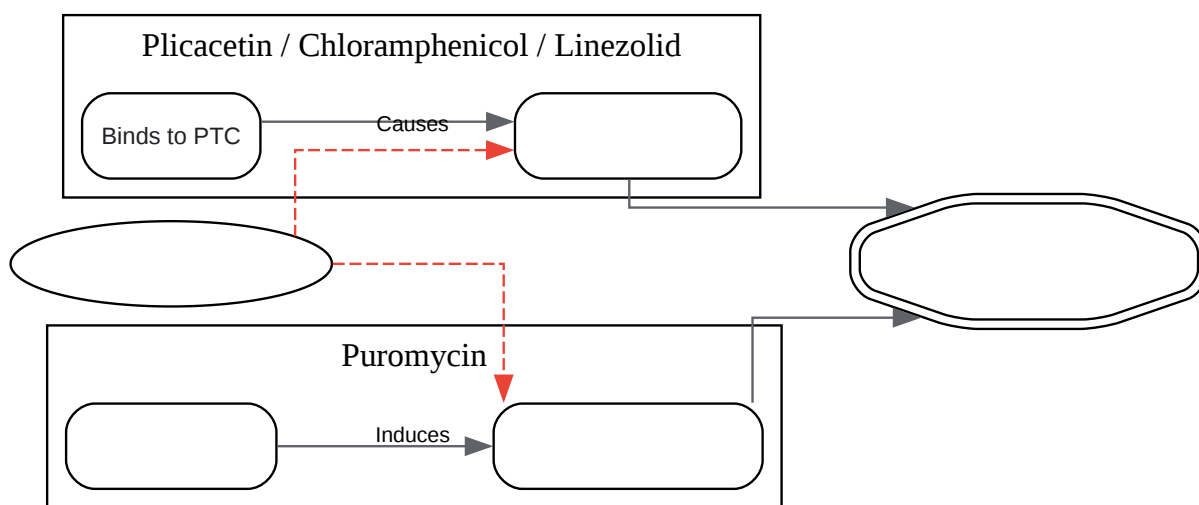 Plicacetin / Chloramphenicol / Linezolid
Binds to PTC
Causes
Puromycin
Induces